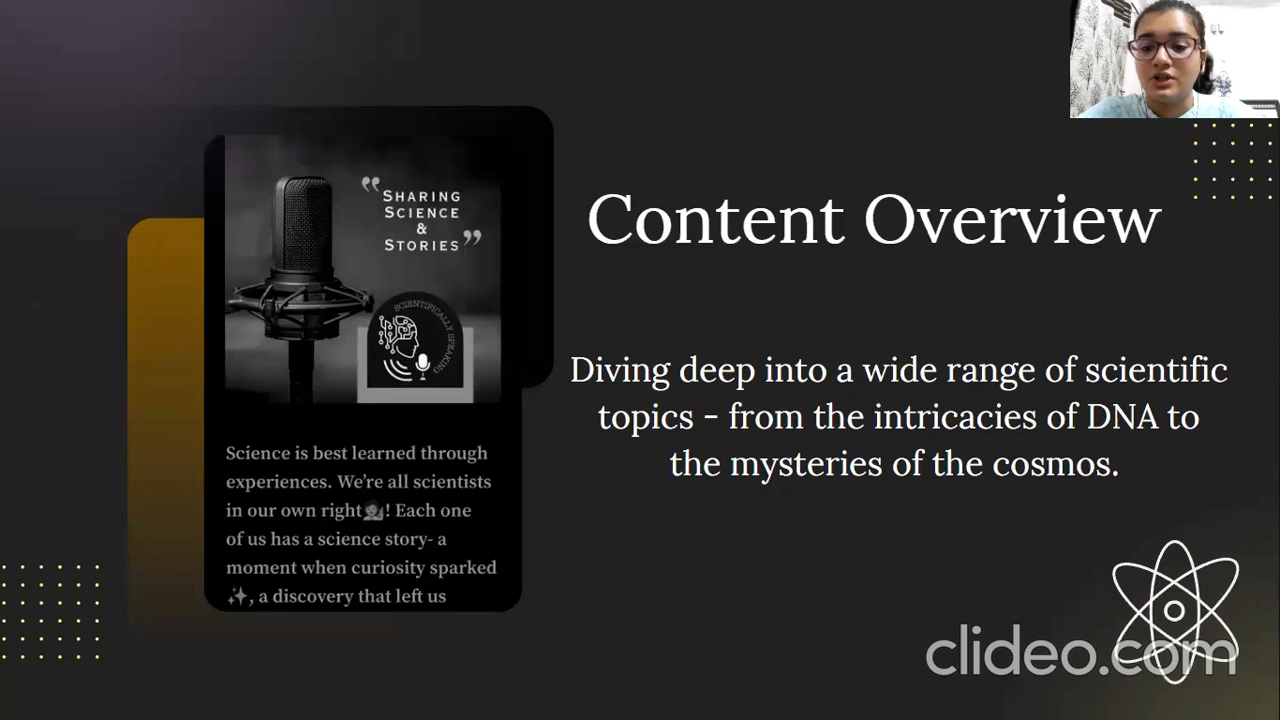 “SHARING
SCIENCE
&
STORIES”
SCIENTIFICALLY SPEAKING
Science is best learned through
experiences. We’re all scientists
in our own right👩‍🔬! Each one
of us has a science story- a
moment when curiosity sparked
✨, a discovery that left us
Content Overview
Diving deep into a wide range of scientific
topics - from the intricacies of DNA to
the mysteries of the cosmos.
clideo.com